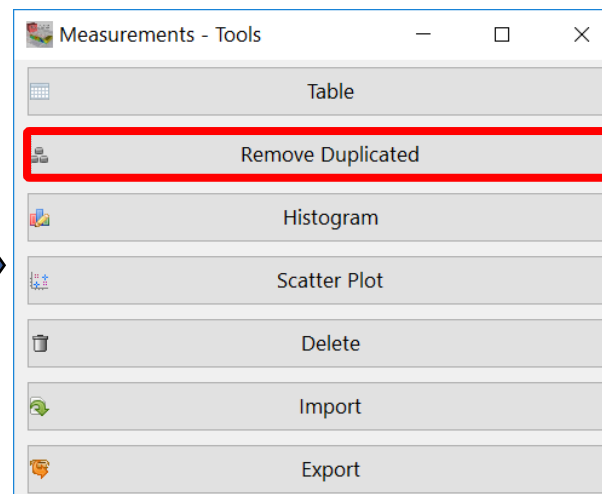 Measurements - Tools
Table
Remove Duplicated
Histogram
Scatter Plot
Delete
Import
Export